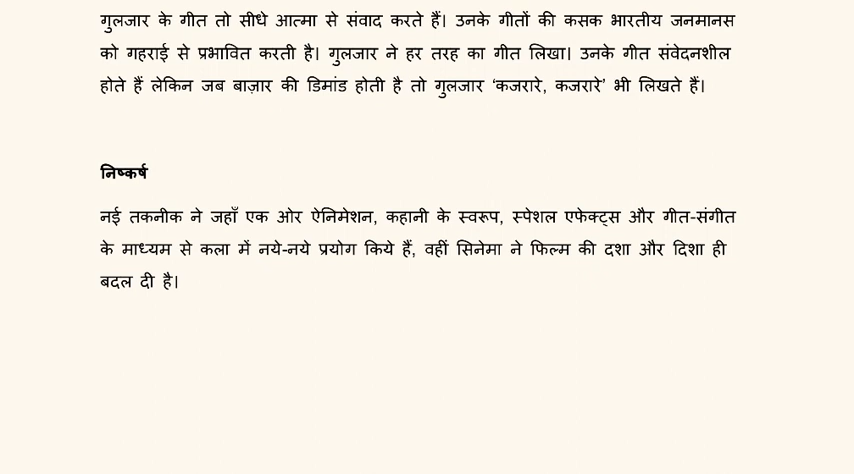 गुलजार के गीत तो सीधे आत्मा से संवाद करते हैं। उनके गीतों की कसक भारतीय जनमानस
को गहराई से प्रभावित करती है। गुलजार ने हर तरह का गीत लिखा। उनके गीत संवेदनशील
होते हैं लेकिन जब बाज़ार की डिमांड होती है तो गुलजार ‘कजरारे, कजरारे’ भी लिखते हैं।
निष्कर्ष
नई तकनीक ने जहाँ एक ओर ऐनिमेशन, कहानी के स्वरूप, स्पेशल एफेक्ट्स और गीत-संगीत
के माध्यम से कला में नये-नये प्रयोग किये हैं, वहीं सिनेमा ने फिल्म की दशा और दिशा ही
बदल दी है।